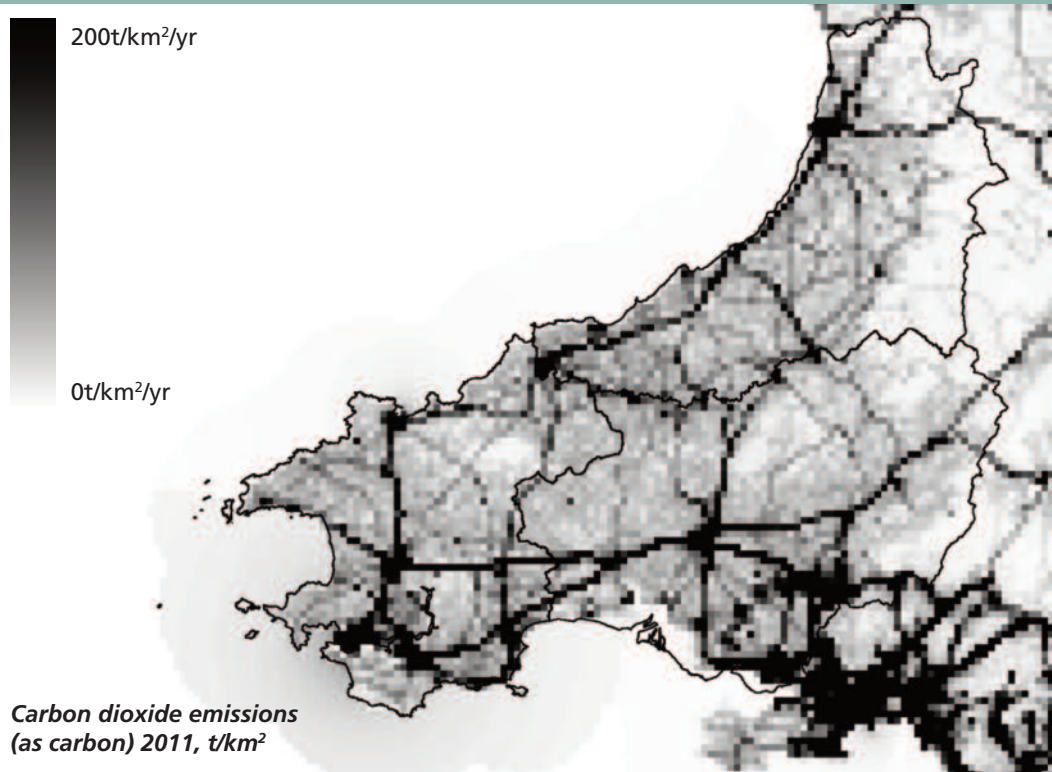 200t/km²/yr
0t/km²/yr
Carbon dioxide emissions
(as carbon) 2011, t/km²